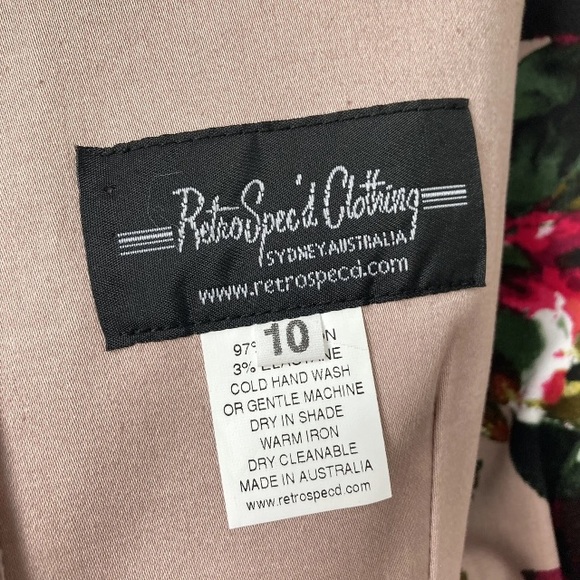 RetroSpec'd Clothing
SYDNEY.AUSTRALIA
www.retrospecd.com
10
97%
3% ELASTANE
COLD HAND WASH
OR GENTLE MACHINE
DRY IN SHADE
WARM IRON
DRY CLEANABLE
MADE IN AUSTRALIA
www.retrospecd.com